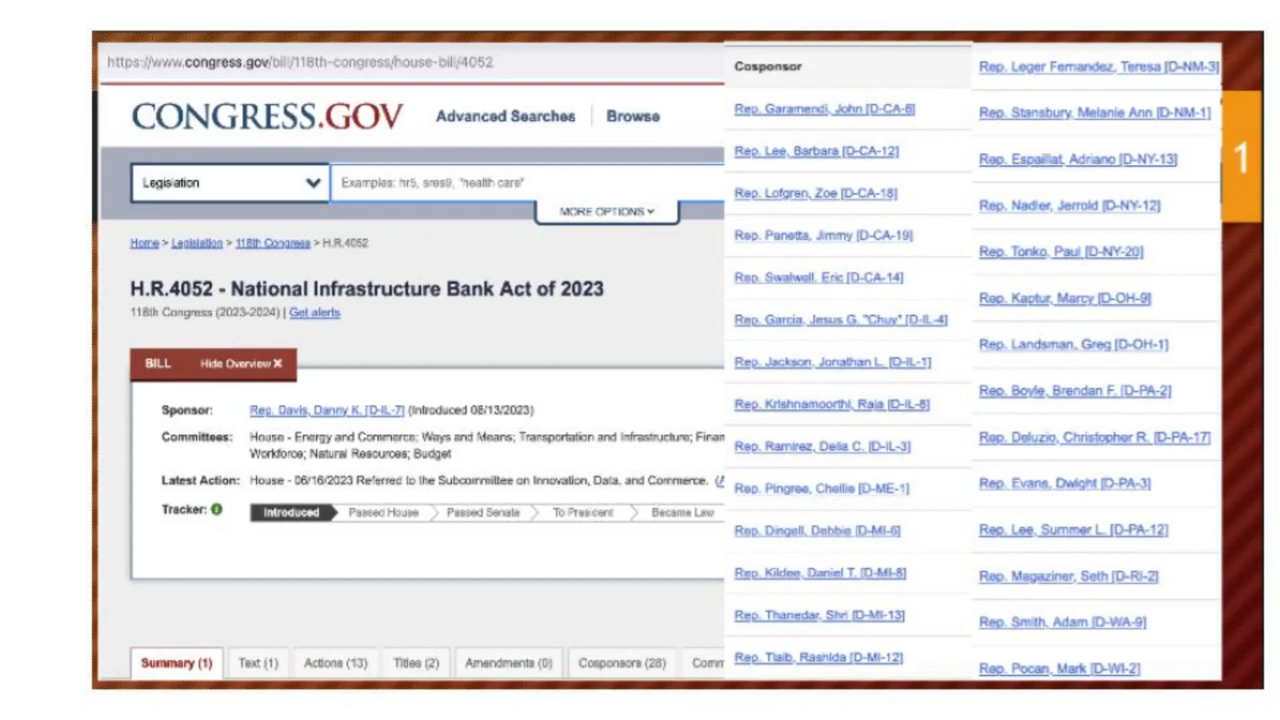 https://www.congress.gov/bill/118th-congress/house-bill/4052
CONGRESS.GOV Advanced Searches Browse
Legislation Examples: hr5, sres9, "health care"
MORE OPTIONS
Home > Legislation > 118th Congress > H.R.4052
H.R.4052 - National Infrastructure Bank Act of 2023
118th Congress (2023-2024) | Get alerts
BILL Hide Overview X
Sponsor: Rep. Davis, Danny K. [D-IL-7] (Introduced 06/13/2023)
Committees: House - Energy and Commerce; Ways and Means; Transportation and Infrastructure; Finan
Workforce; Natural Resources; Budget
Latest Action: House - 06/16/2023 Referred to the Subcommittee on Innovation, Data, and Commerce. (A
Tracker: Introduced Passed House Passed Senate To President Became Law
Summary (1) Text (1) Actions (13) Titles (2) Amendments (0) Cosponsors (28) Comm
Cosponsor
Rep. Garamendi, John [D-CA-8]
Rep. Lee, Barbara [D-CA-12]
Rep. Lofgren, Zoe [D-CA-18]
Rep. Panetta, Jimmy [D-CA-19]
Rep. Swalwell, Eric [D-CA-14]
Rep. Garcia, Jesus G. "Chuy" [D-IL-4]
Rep. Jackson, Jonathan L. [D-IL-1]
Rep. Krishnamoorthi, Raja [D-IL-8]
Rep. Ramirez, Delia C. [D-IL-3]
Rep. Pingree, Chellie [D-ME-1]
Rep. Dingell, Debbie [D-MI-6]
Rep. Kildee, Daniel T. [D-MI-8]
Rep. Thanedar, Shri [D-MI-13]
Rep. Tlaib, Rashida [D-MI-12]
Rep. Leger Fernandez, Teresa [D-NM-3]
Rep. Stansbury, Melanie Ann [D-NM-1]
Rep. Espaillat, Adriano [D-NY-13]
Rep. Nadler, Jerrold [D-NY-12]
Rep. Tonko, Paul [D-NY-20]
Rep. Kaptur, Marcy [D-OH-9]
Rep. Landsman, Greg [D-OH-1]
Rep. Boyle, Brendan F. [D-PA-2]
Rep. Deluzio, Christopher R. [D-PA-17]
Rep. Evans, Dwight [D-PA-3]
Rep. Lee, Summer L. [D-PA-12]
Rep. Magaziner, Seth [D-RI-2]
Rep. Smith, Adam [D-WA-9]
Rep. Pocan, Mark [D-WI-2]
1